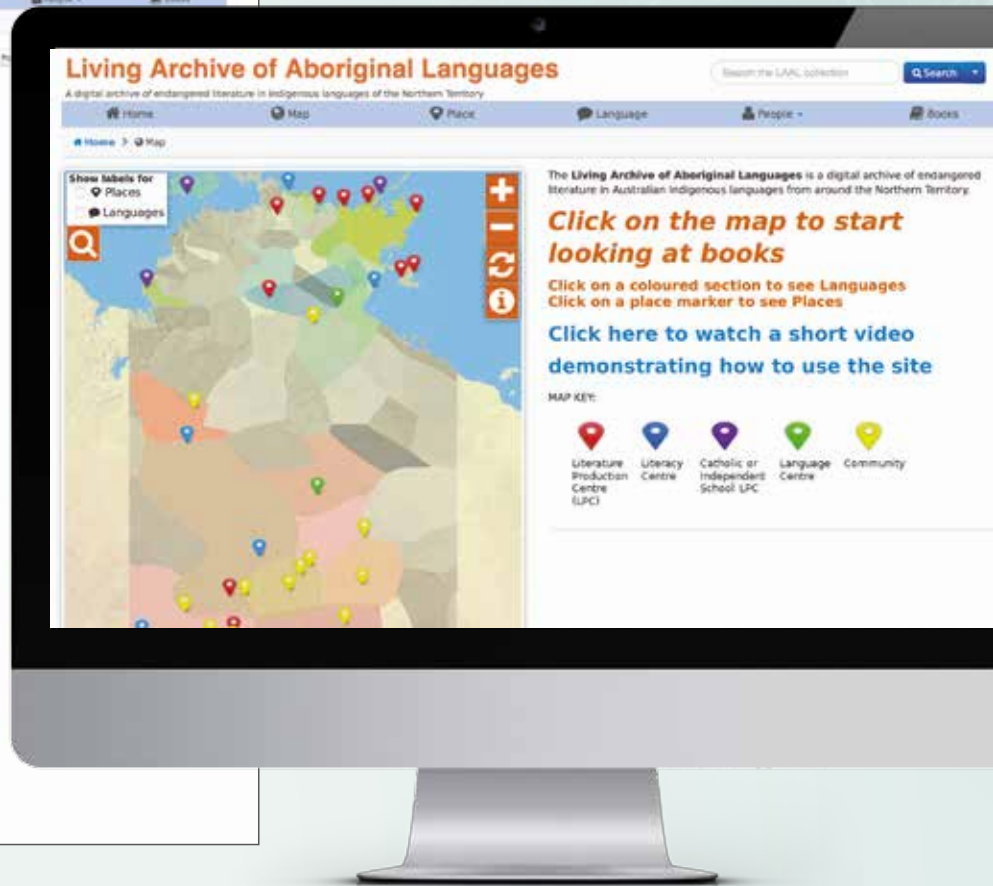 Living Archive of Aboriginal Languages
A digital archive of endangered literature in Indigenous languages of the Northern Territory
Search the LAAL collection
Search
Home
Map
Place
Language
People
Books
Home > Map
Show labels for
Places
Languages
The Living Archive of Aboriginal Languages is a digital archive of endangered
literature in Australian Indigenous languages from around the Northern Territory.
Click on the map to start
looking at books
Click on a coloured section to see Languages
Click on a place marker to see Places
Click here to watch a short video
demonstrating how to use the site
MAP KEY:
Literature
Production
Centre
(LPC)
Literacy
Centre
Catholic or
Independent
School LPC
Language
Centre
Community